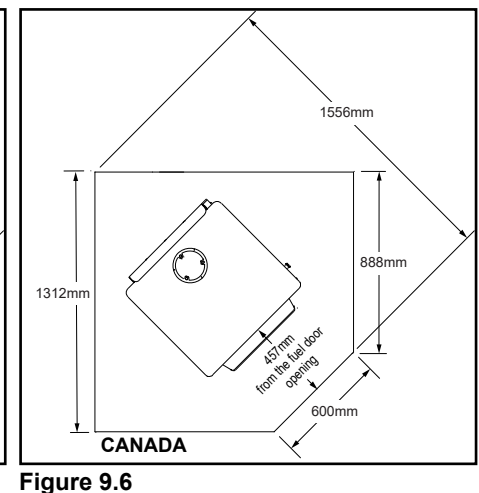 1556mm
1312mm
888mm
457mm
from the fuel door
opening
600mm
CANADA
Figure 9.6